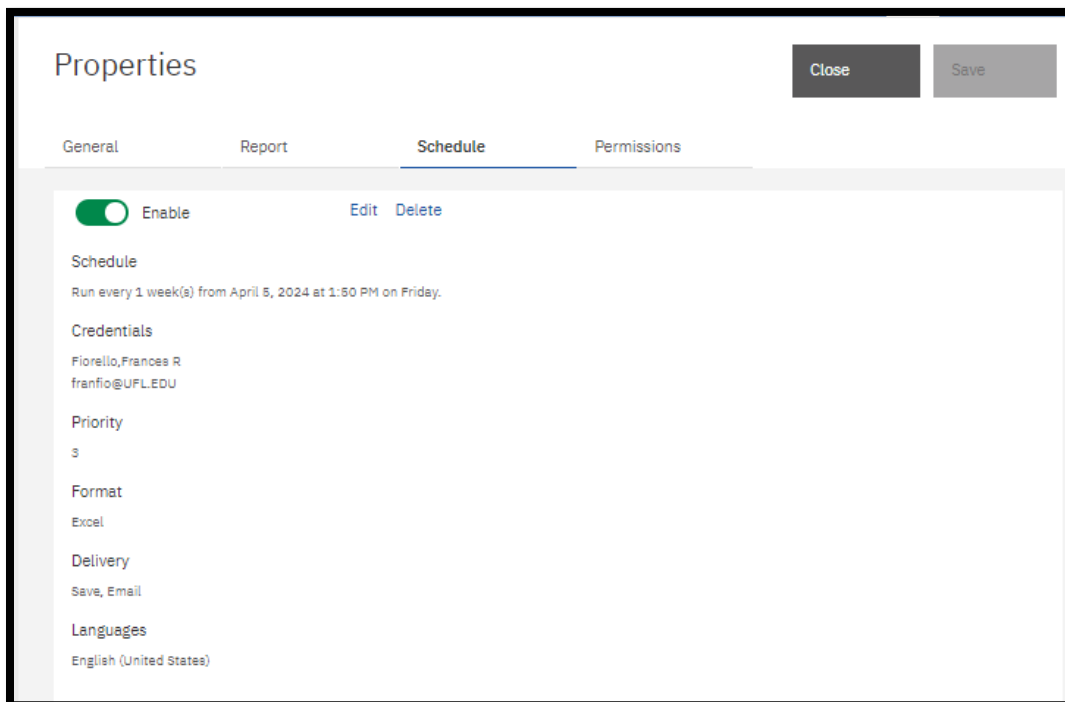 Properties
Close
Save
General Report Schedule Permissions
Enable Edit Delete
Schedule
Run every 1 week(s) from April 5, 2024 at 1:50 PM on Friday.
Credentials
Fiorello,Frances R
franfio@UFL.EDU
Priority
3
Format
Excel
Delivery
Save, Email
Languages
English (United States)